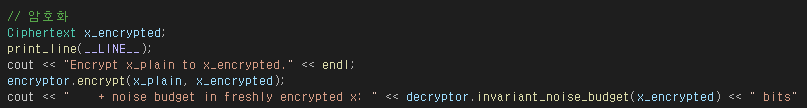 // 암호화
Ciphertext x_encrypted;
print_line(__LINE__);
cout << "Encrypt x_plain to x_encrypted." << endl;
encryptor.encrypt(x_plain, x_encrypted);
cout << "    + noise budget in freshly encrypted x: " << decryptor.invariant_noise_budget(x_encrypted) << " bits"